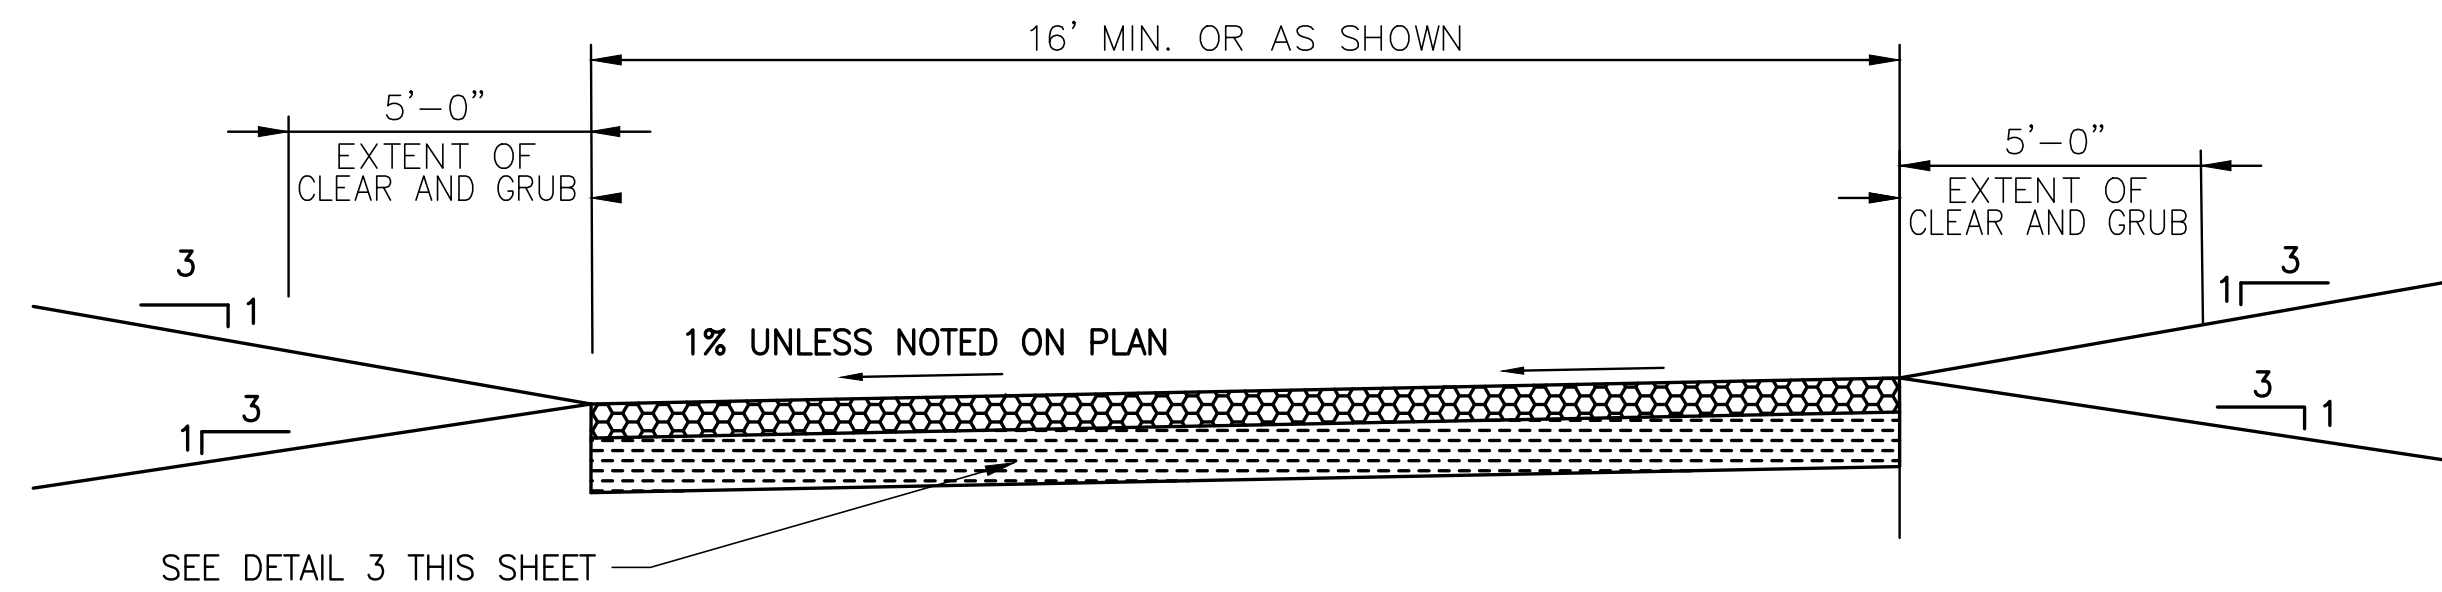 16' MIN. OR AS SHOWN
5'-0"
EXTENT OF
CLEAR AND GRUB
5'-0"
EXTENT OF
CLEAR AND GRUB
3
1
3
1
1% UNLESS NOTED ON PLAN
3
1
3
1
SEE DETAIL 3 THIS SHEET